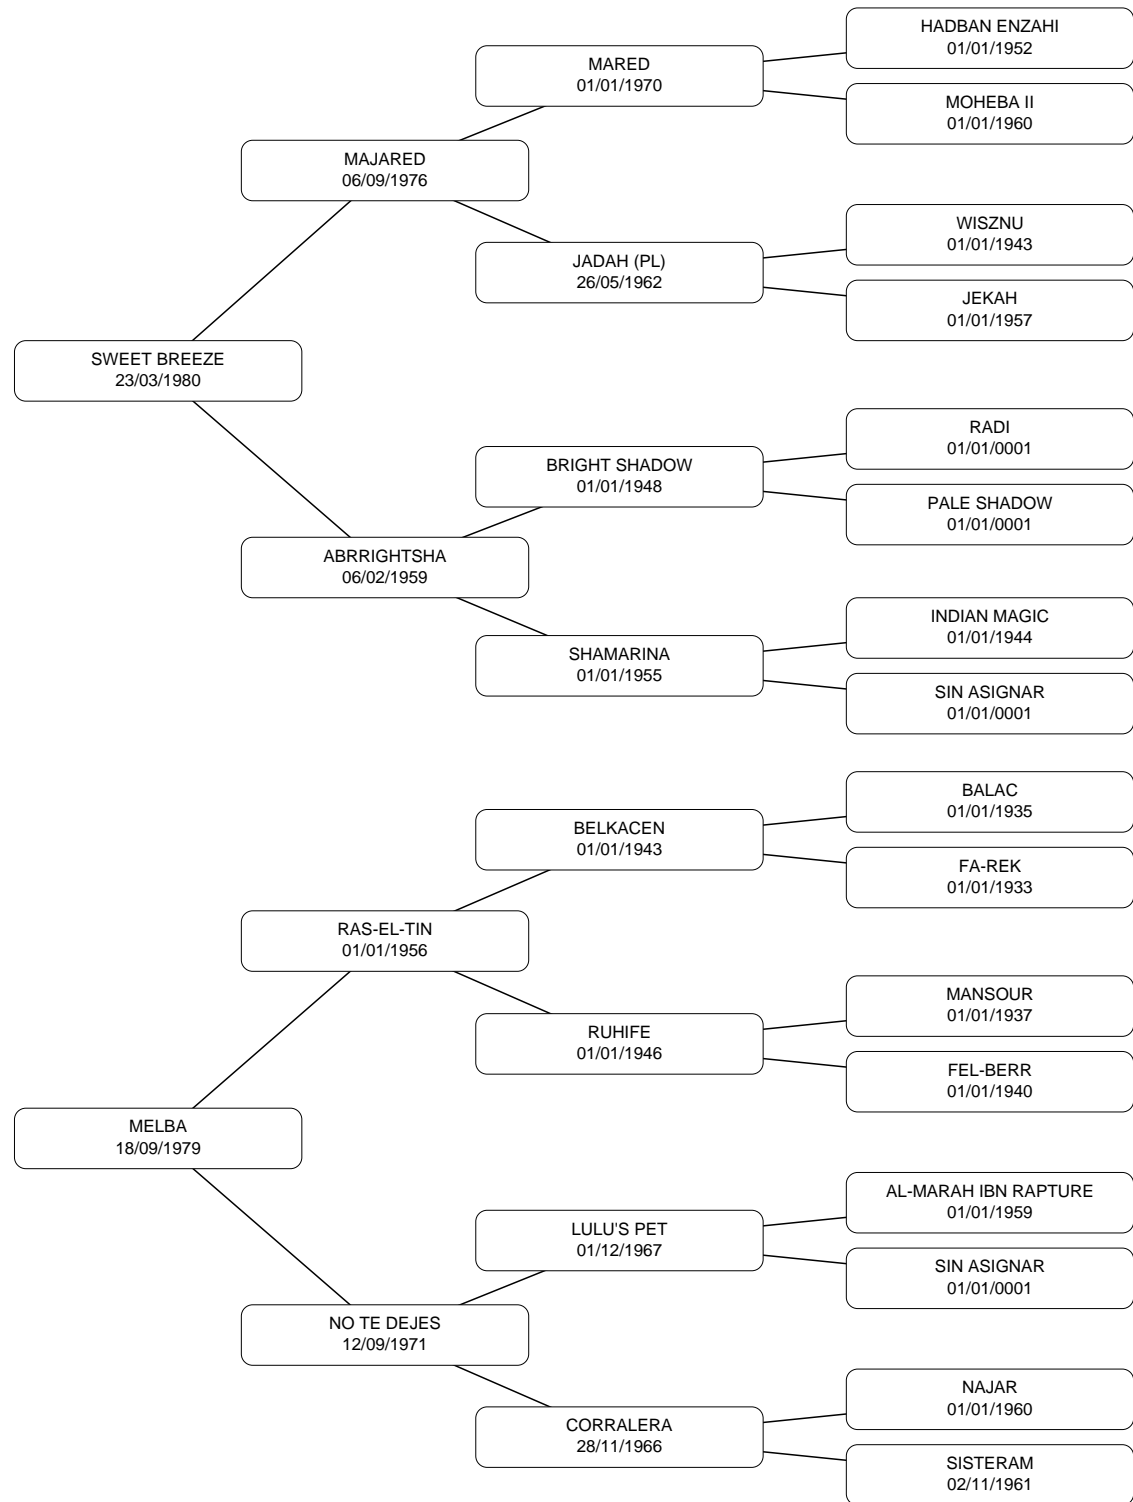 HADBAN ENZAHI
01/01/1952
MARED
01/01/1970
MOHEBA II
01/01/1960
MAJARED
06/09/1976
WISZNU
01/01/1943
JADAH (PL)
26/05/1962
JEKAH
01/01/1957
SWEET BREEZE
23/03/1980
RADI
01/01/0001
BRIGHT SHADOW
01/01/1948
PALE SHADOW
01/01/0001
ABRRIGHTSHA
06/02/1959
INDIAN MAGIC
01/01/1944
SHAMARINA
01/01/1955
SIN ASIGNAR
01/01/0001
BALAC
01/01/1935
BELKACEN
01/01/1943
FA-REK
01/01/1933
RAS-EL-TIN
01/01/1956
MANSOUR
01/01/1937
RUHIFE
01/01/1946
FEL-BERR
01/01/1940
MELBA
18/09/1979
AL-MARAH IBN RAPTURE
01/01/1959
LULU'S PET
01/12/1967
SIN ASIGNAR
01/01/0001
NO TE DEJES
12/09/1971
NAJAR
01/01/1960
CORRALERA
28/11/1966
SISTERAM
02/11/1961